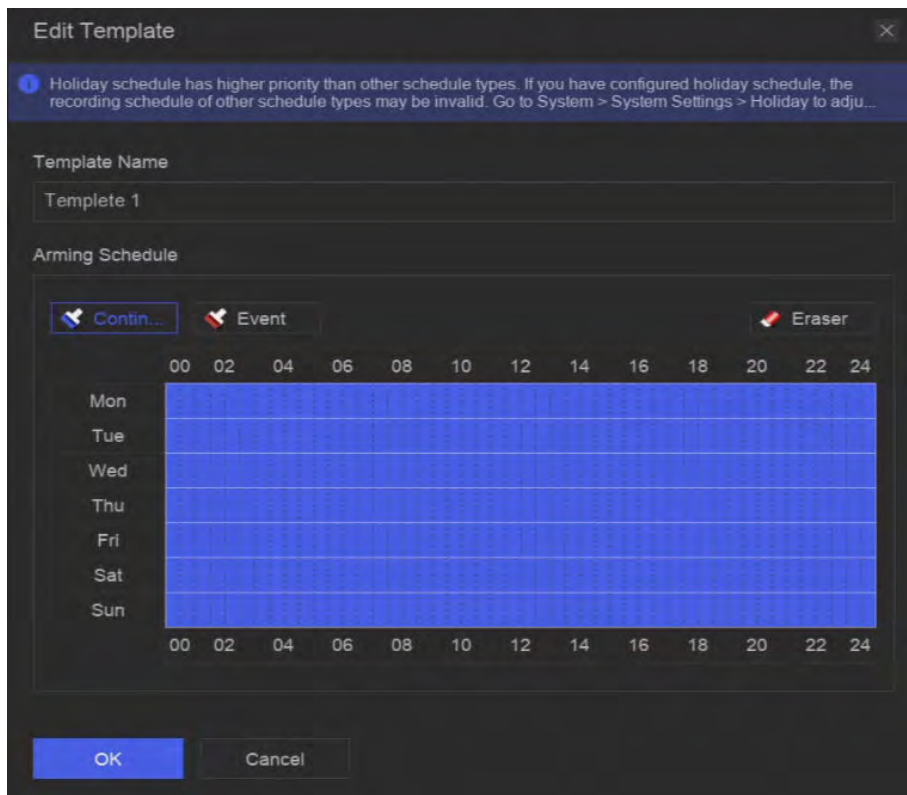 Edit Template
Holiday schedule has higher priority than other schedule types. If you have configured holiday schedule, the
recording schedule of other schedule types may be invalid. Go to System > System Settings > Holiday to adju...
Template Name
Templete 1
Arming Schedule
Contin... Event Eraser
00 02 04 06 08 10 12 14 16 18 20 22 24
Mon
Tue
Wed
Thu
Fri
Sat
Sun
00 02 04 06 08 10 12 14 16 18 20 22 24
OK Cancel